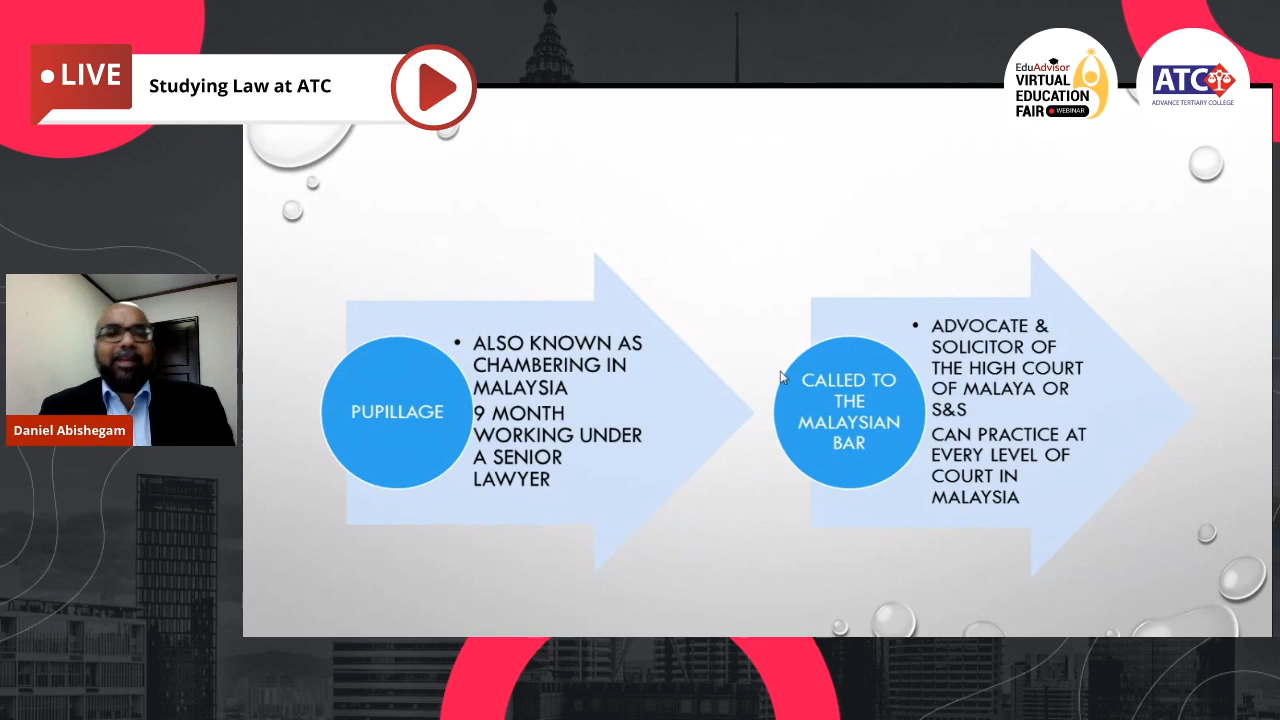 LIVE
Studying Law at ATC
EduAdvisor
VIRTUAL
EDUCATION
FAIR
WEBINAR
ATC
ADVANCE TERTIARY COLLEGE
Daniel Abishegam
PUPILLAGE
• ALSO KNOWN AS
CHAMBERING IN
MALAYSIA
9 MONTH
WORKING UNDER
A SENIOR
LAWYER
CALLED TO
THE
MALAYSIAN
BAR
• ADVOCATE &
SOLICITOR OF
THE HIGH COURT
OF MALAYA OR
S&S
CAN PRACTICE AT
EVERY LEVEL OF
COURT IN
MALAYSIA